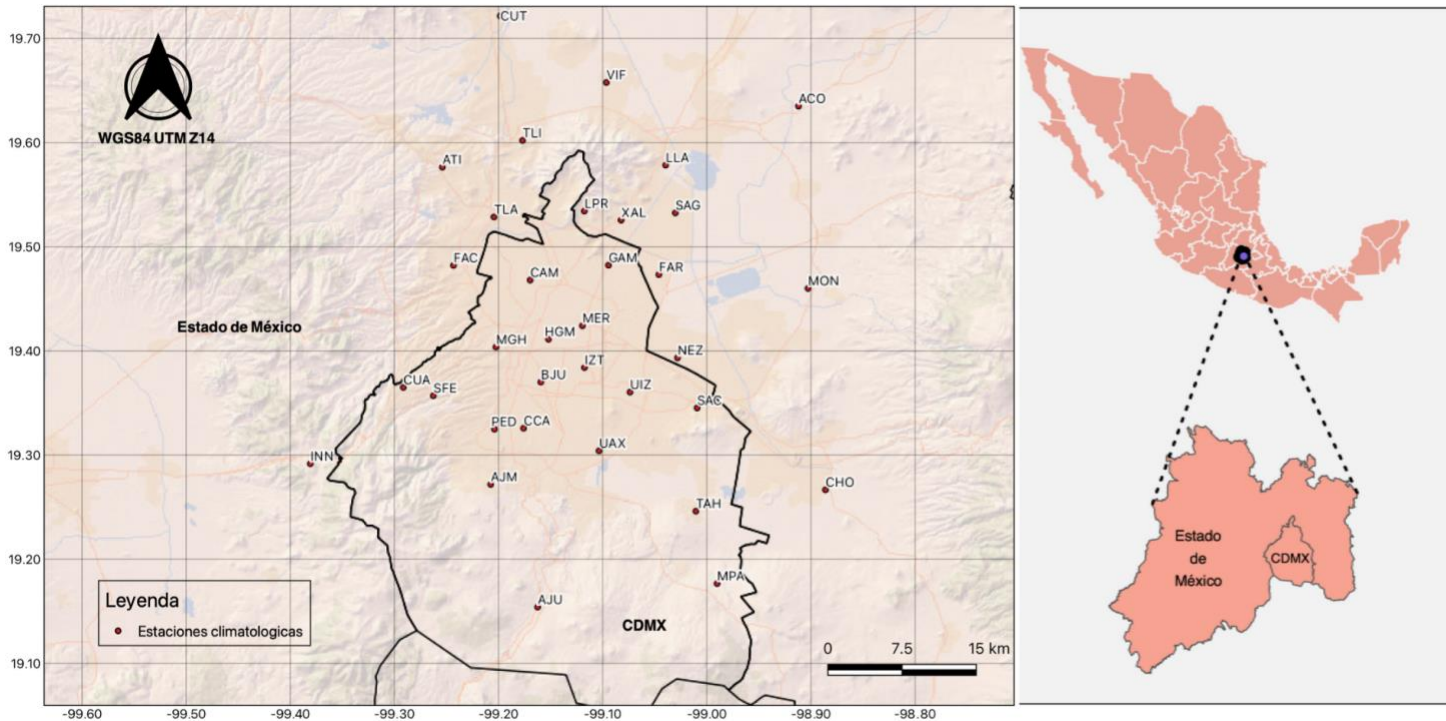 19.70
19.60
19.50
19.40
19.30
19.20
19.10
CUT
VIF
ACO
WGS84 UTM Z14
TLI
ATI
LLA
TLA
LPR
XAL
SAG
FAC
CAM
GAM
FAR
MON
Estado de México
MGH
HGM
MER
NEZ
CUA
SFE
BJU
IZT
UIZ
SAC
PED
CCA
UAX
INN
AJM
CHO
TAH
MPA
AJU
CDMX
Leyenda
Estaciones climatologicas
0 7.5 15 km
-99.60 -99.50 -99.40 -99.30 -99.20 -99.10 -99.00 -98.90 -98.80
Estado
de
México
CDMX